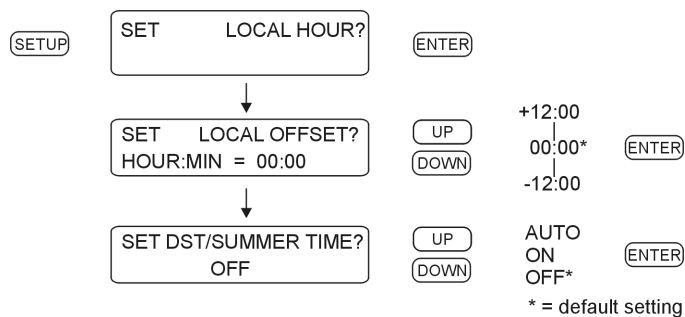 SETUP
SET LOCAL HOUR?
ENTER
SET LOCAL OFFSET?
HOUR:MIN = 00:00
UP
DOWN
+12:00
00:00*
-12:00
ENTER
SET DST/SUMMER TIME?
OFF
UP
DOWN
AUTO
ON
OFF*
ENTER
* = default setting